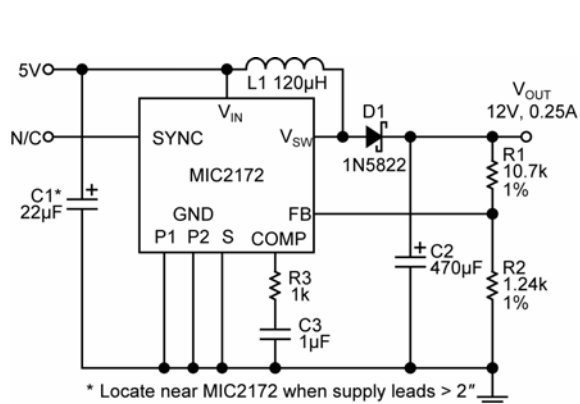 5V
L1 120µH
VOUT
12V, 0.25A
VIN
D1
N/C
SYNC
VSW
1N5822
R1
10.7k
1%
MIC2172
C1*
22µF
+
GND
FB
P1 P2 S COMP
+
C2
470µF
R2
1.24k
1%
R3
1k
C3
1µF
* Locate near MIC2172 when supply leads > 2″